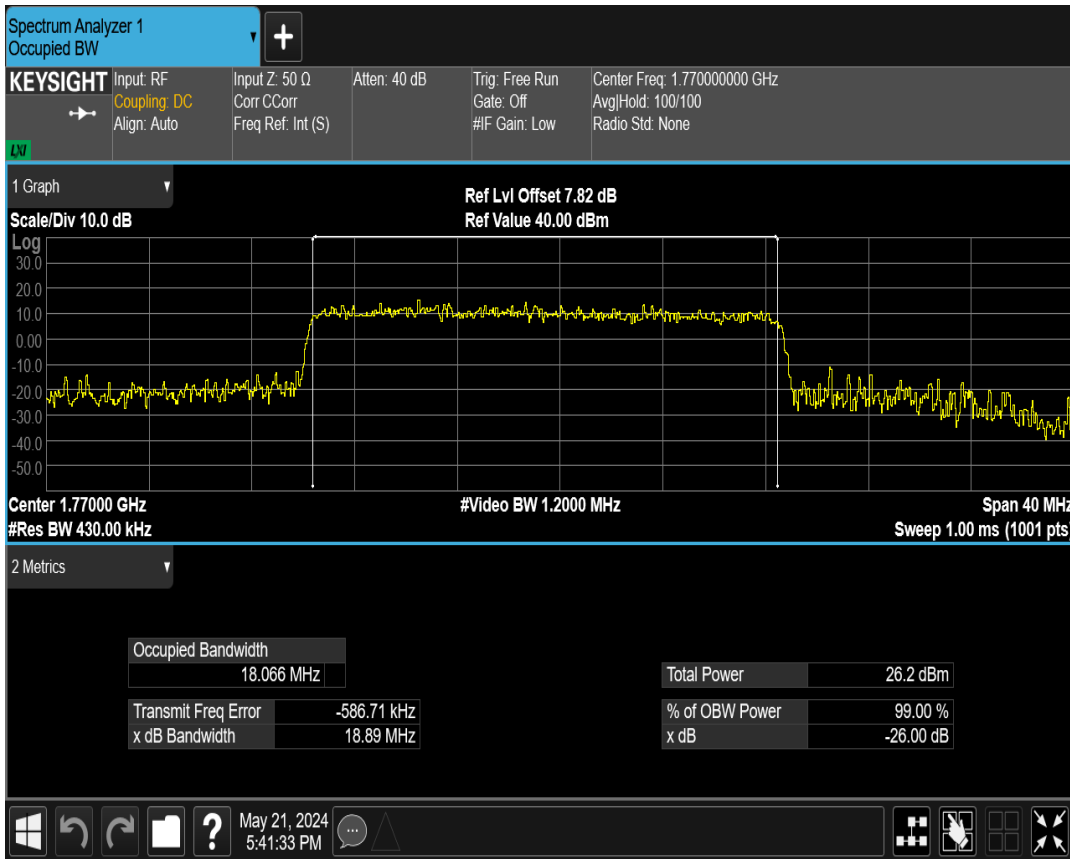 Spectrum Analyzer 1
Occupied BW
+
KEYSIGHT
LXI
Input: RF
Coupling: DC
Align: Auto
Input Z: 50 Ω
Corr CCorr
Freq Ref: Int (S)
Atten: 40 dB
Trig: Free Run
Gate: Off
#IF Gain: Low
Center Freq: 1.770000000 GHz
Avg|Hold: 100/100
Radio Std: None
1 Graph
Scale/Div 10.0 dB
Ref Lvl Offset 7.82 dB
Ref Value 40.00 dBm
Log
30.0
20.0
10.0
0.00
-10.0
-20.0
-30.0
-40.0
-50.0
Center 1.77000 GHz
#Video BW 1.2000 MHz
Span 40 MHz
#Res BW 430.00 kHz
Sweep 1.00 ms (1001 pts)
2 Metrics
Occupied Bandwidth
18.066 MHz
Total Power 26.2 dBm
Transmit Freq Error -586.71 kHz
% of OBW Power 99.00 %
x dB Bandwidth 18.89 MHz
x dB -26.00 dB
?
May 21, 2024
5:41:33 PM